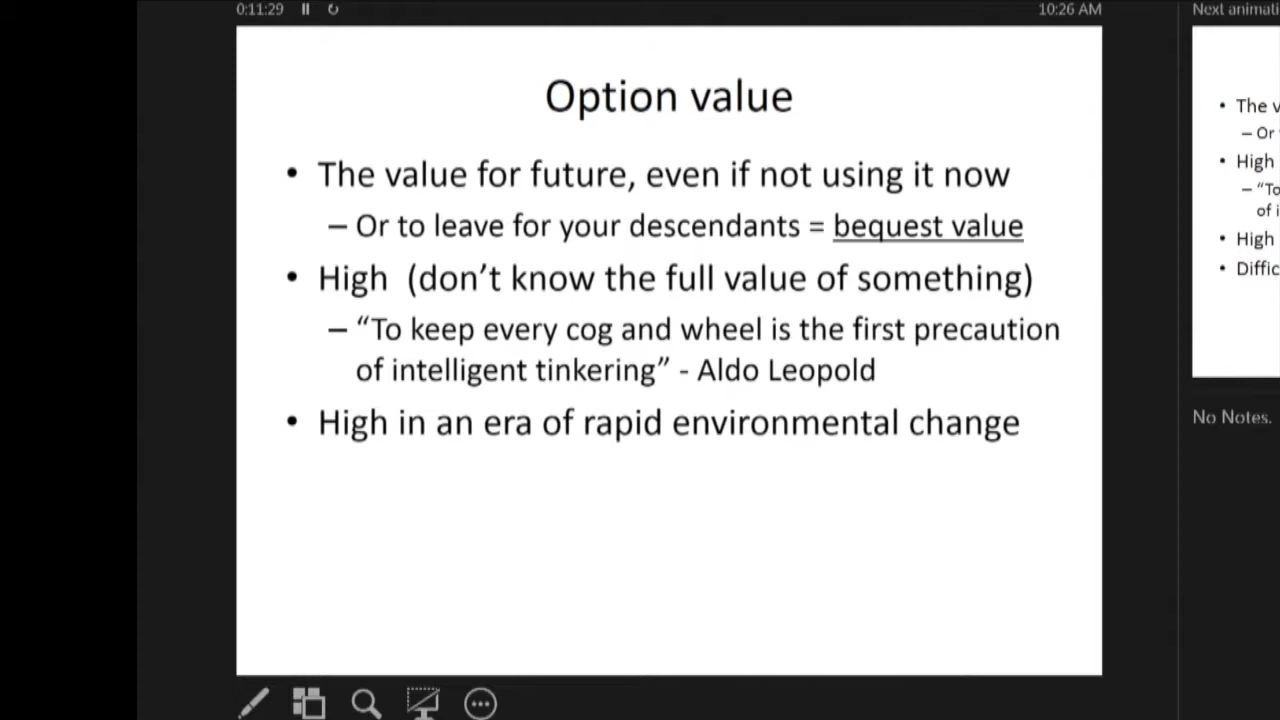 0:11:29
10:26 AM
Next animati
Option value
• The value for future, even if not using it now
– Or to leave for your descendants = bequest value
• High (don’t know the full value of something)
– “To keep every cog and wheel is the first precaution
of intelligent tinkering” - Aldo Leopold
• High in an era of rapid environmental change
• The v
– Or
• High
– “To
of i
• High
• Diffic
No Notes.